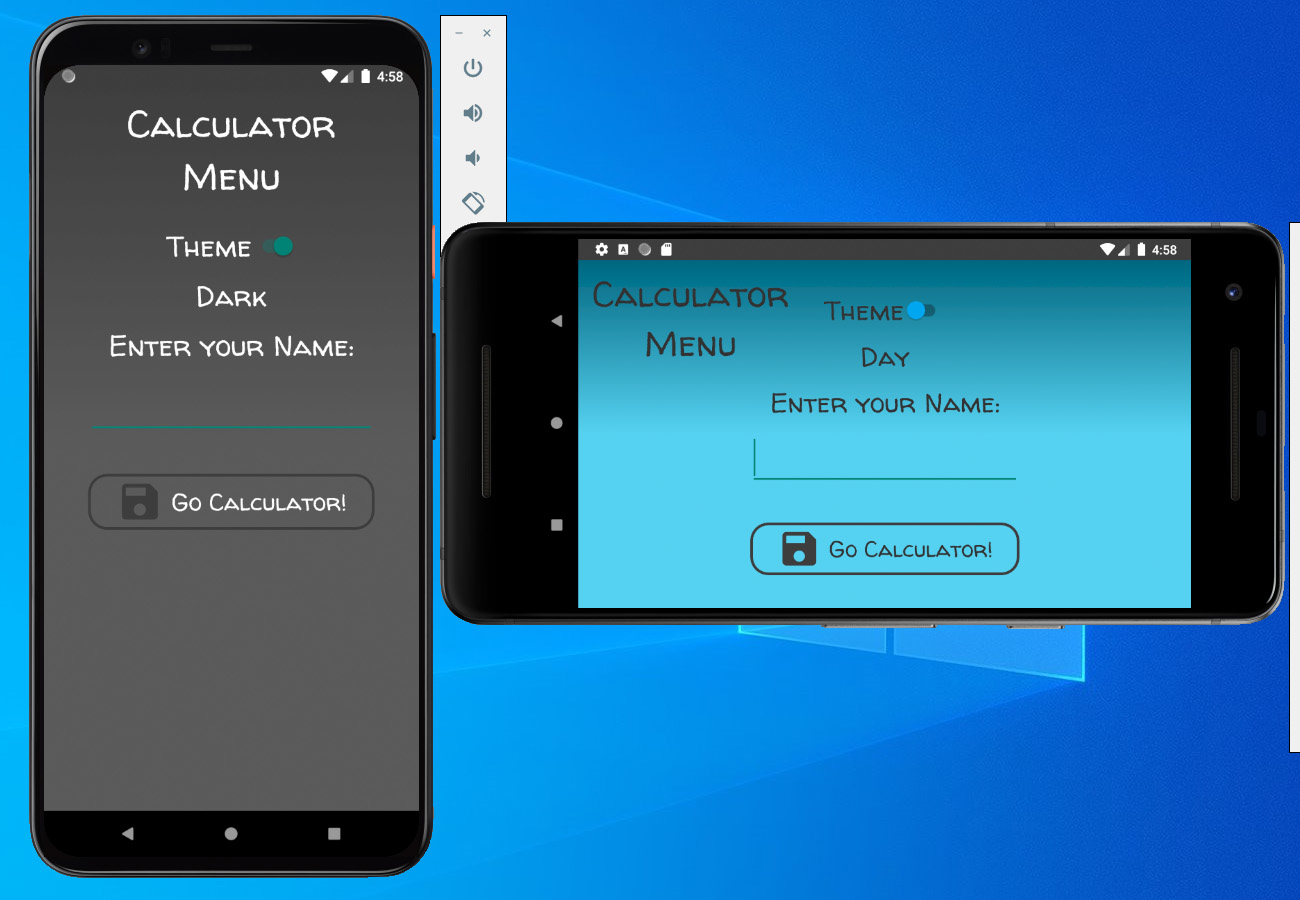 4:58
Calculator
Menu
Theme
Dark
Enter your Name:
Go Calculator!
A
4:58
Calculator
Menu
Theme
Day
Enter your Name:
Go Calculator!